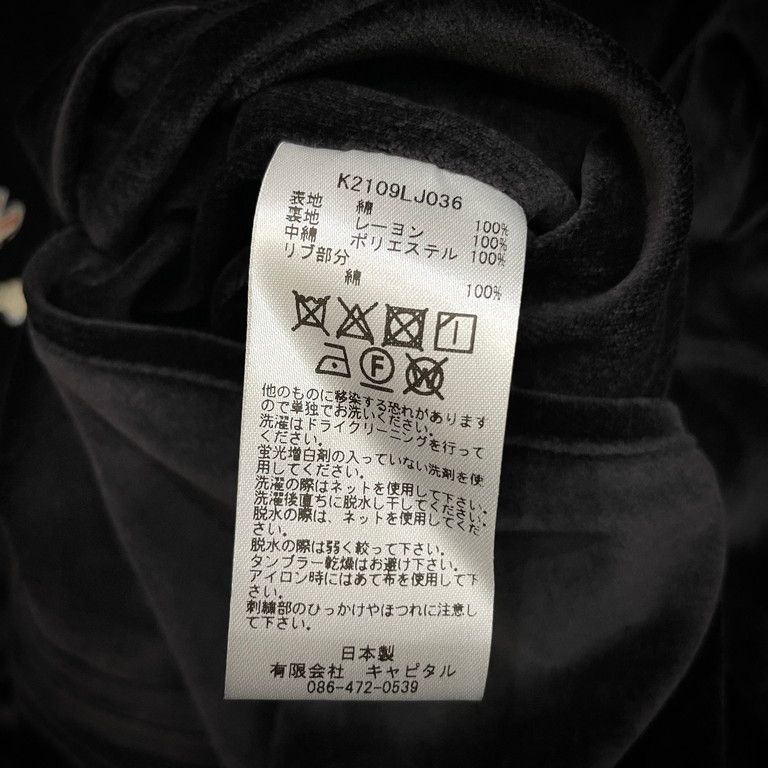 K2109LJ036
表地　綿　100%
裏地　レーヨン　100%
中綿　ポリエステル　100%
リブ部分
綿　100%
F
W
他のものに移染する恐れがあります
ので単独でお洗いください。
洗濯はドライクリーニングを行って
ください。
蛍光増白剤の入っていない洗剤を使
用してください。
洗濯の際はネットを使用して下さい。
洗濯後直ちに脱水し干してください。
脱水の際は、ネットを使用してくだ
さい。
脱水の際は弱く絞って下さい。
タンブラー乾燥はお避け下さい。
アイロン時にはあて布を使用して下
さい。
刺繍部のひっかけやほつれに注意し
て下さい。
日本製
有限会社　キャピタル
086-472-0539